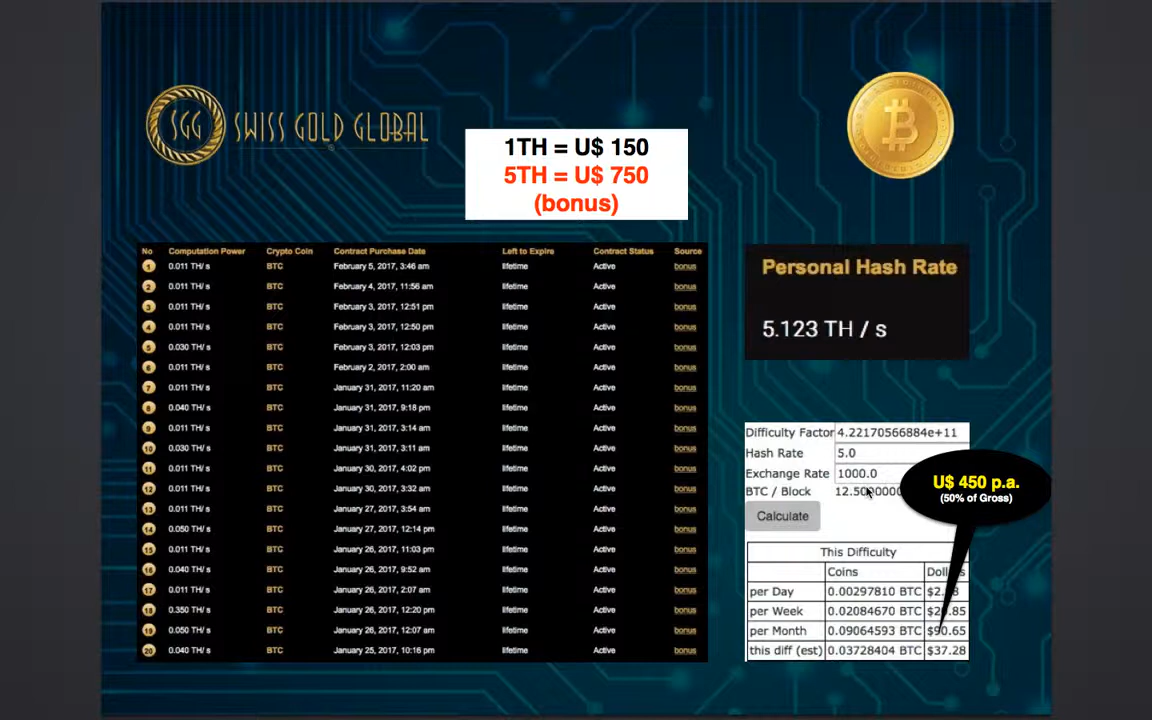 SGG SWISS GOLD GLOBAL
1TH = U$ 150
5TH = U$ 750
(bonus)
No Computation Power Crypto Coin Contract Purchase Date Left to Expire Contract Status Source
1 0.011 TH/ s BTC February 5, 2017, 3:46 am lifetime Active bonus
2 0.011 TH/ s BTC February 4, 2017, 11:56 am lifetime Active bonus
3 0.011 TH/ s BTC February 3, 2017, 12:51 pm lifetime Active bonus
4 0.011 TH/ s BTC February 3, 2017, 12:50 pm lifetime Active bonus
5 0.030 TH/ s BTC February 3, 2017, 12:03 pm lifetime Active bonus
6 0.011 TH/ s BTC February 2, 2017, 2:00 am lifetime Active bonus
7 0.011 TH/ s BTC January 31, 2017, 11:20 am lifetime Active bonus
8 0.040 TH/ s BTC January 31, 2017, 9:18 pm lifetime Active bonus
9 0.011 TH/ s BTC January 31, 2017, 3:14 am lifetime Active bonus
10 0.030 TH/ s BTC January 31, 2017, 3:11 am lifetime Active bonus
11 0.011 TH/ s BTC January 30, 2017, 4:02 pm lifetime Active bonus
12 0.011 TH/ s BTC January 30, 2017, 3:32 am lifetime Active bonus
13 0.011 TH/ s BTC January 27, 2017, 3:54 am lifetime Active bonus
14 0.050 TH/ s BTC January 27, 2017, 12:14 pm lifetime Active bonus
15 0.011 TH/ s BTC January 26, 2017, 11:03 pm lifetime Active bonus
16 0.040 TH/ s BTC January 26, 2017, 9:52 am lifetime Active bonus
17 0.011 TH/ s BTC January 26, 2017, 2:07 am lifetime Active bonus
18 0.350 TH/ s BTC January 26, 2017, 12:20 pm lifetime Active bonus
19 0.050 TH/ s BTC January 26, 2017, 12:07 am lifetime Active bonus
20 0.040 TH/ s BTC January 25, 2017, 10:16 pm lifetime Active bonus
Personal Hash Rate
5.123 TH / s
Difficulty Factor 4.22170566884e+11
Hash Rate 5.0
Exchange Rate 1000.0
BTC / Block
U$ 450 p.a.
(50% of Gross)
Calculate
This Difficulty
Coins
per Day 0.00297810 BTC
per Week 0.02084670 BTC
per Month 0.09064593 BTC $90.65
this diff (est) 0.03728404 BTC $37.28